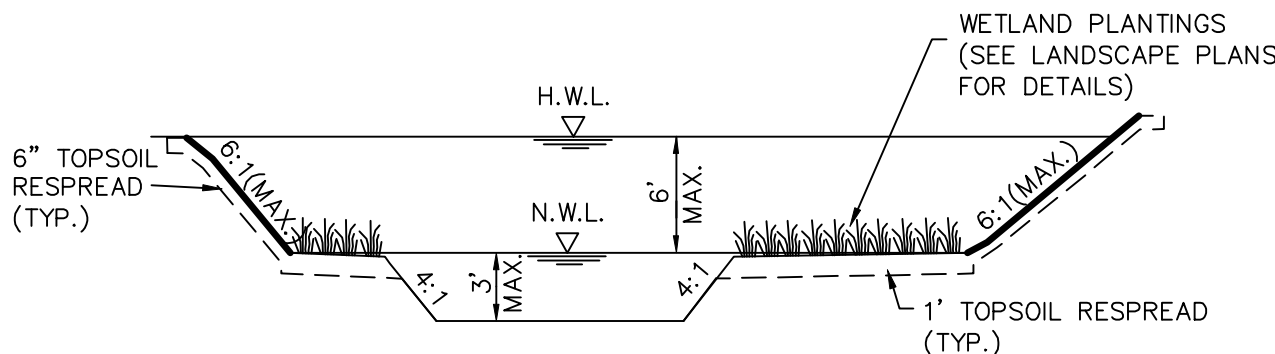 WETLAND PLANTINGS
(SEE LANDSCAPE PLANS
FOR DETAILS)
H.W.L.
6" TOPSOIL
RESPREAD
(TYP.)
6:1(MAX.)
6'
MAX.
6:1(MAX.)
N.W.L.
4:1
3'
MAX.
4:1
1' TOPSOIL RESPREAD
(TYP.)